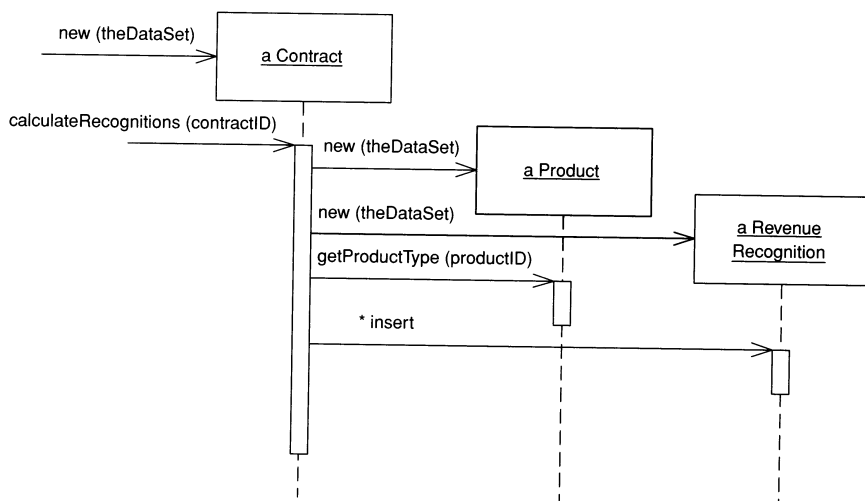 new (theDataSet)
a Contract
calculateRecognitions (contractID)
new (theDataSet)
a Product
new (theDataSet)
a Revenue
Recognition
getProductType (productID)
* insert